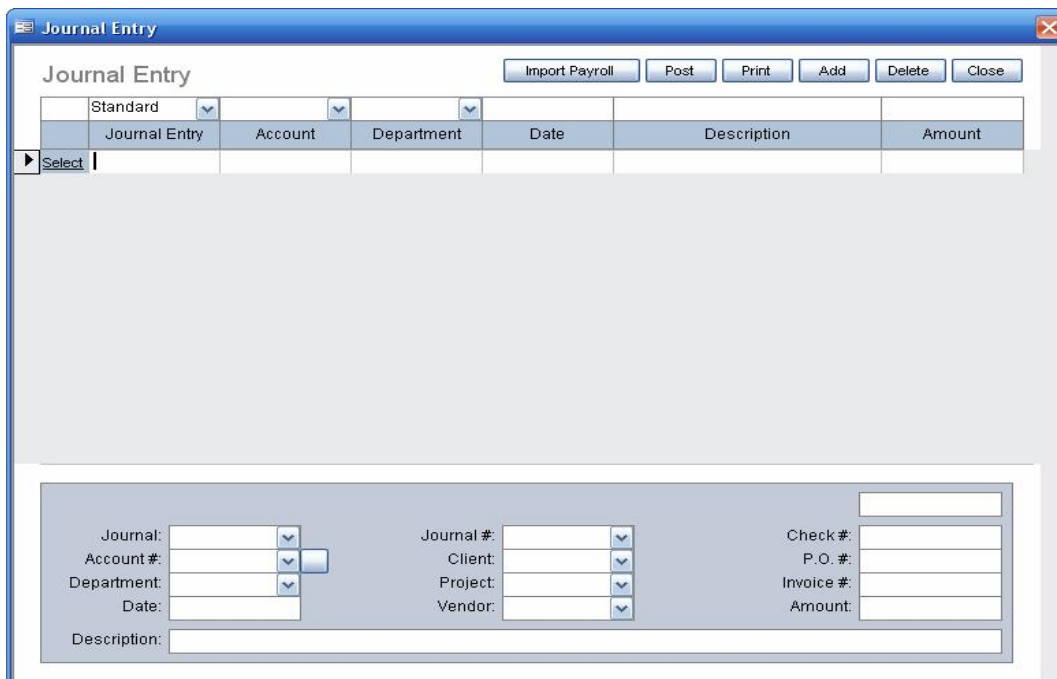 Journal Entry
Journal Entry Import Payroll Post Print Add Delete Close
Standard
Journal Entry Account Department Date Description Amount
Select
Journal: Journal #: Check #:
Account #: Client: P.O. #:
Department: Project: Invoice #:
Date: Vendor: Amount:
Description: